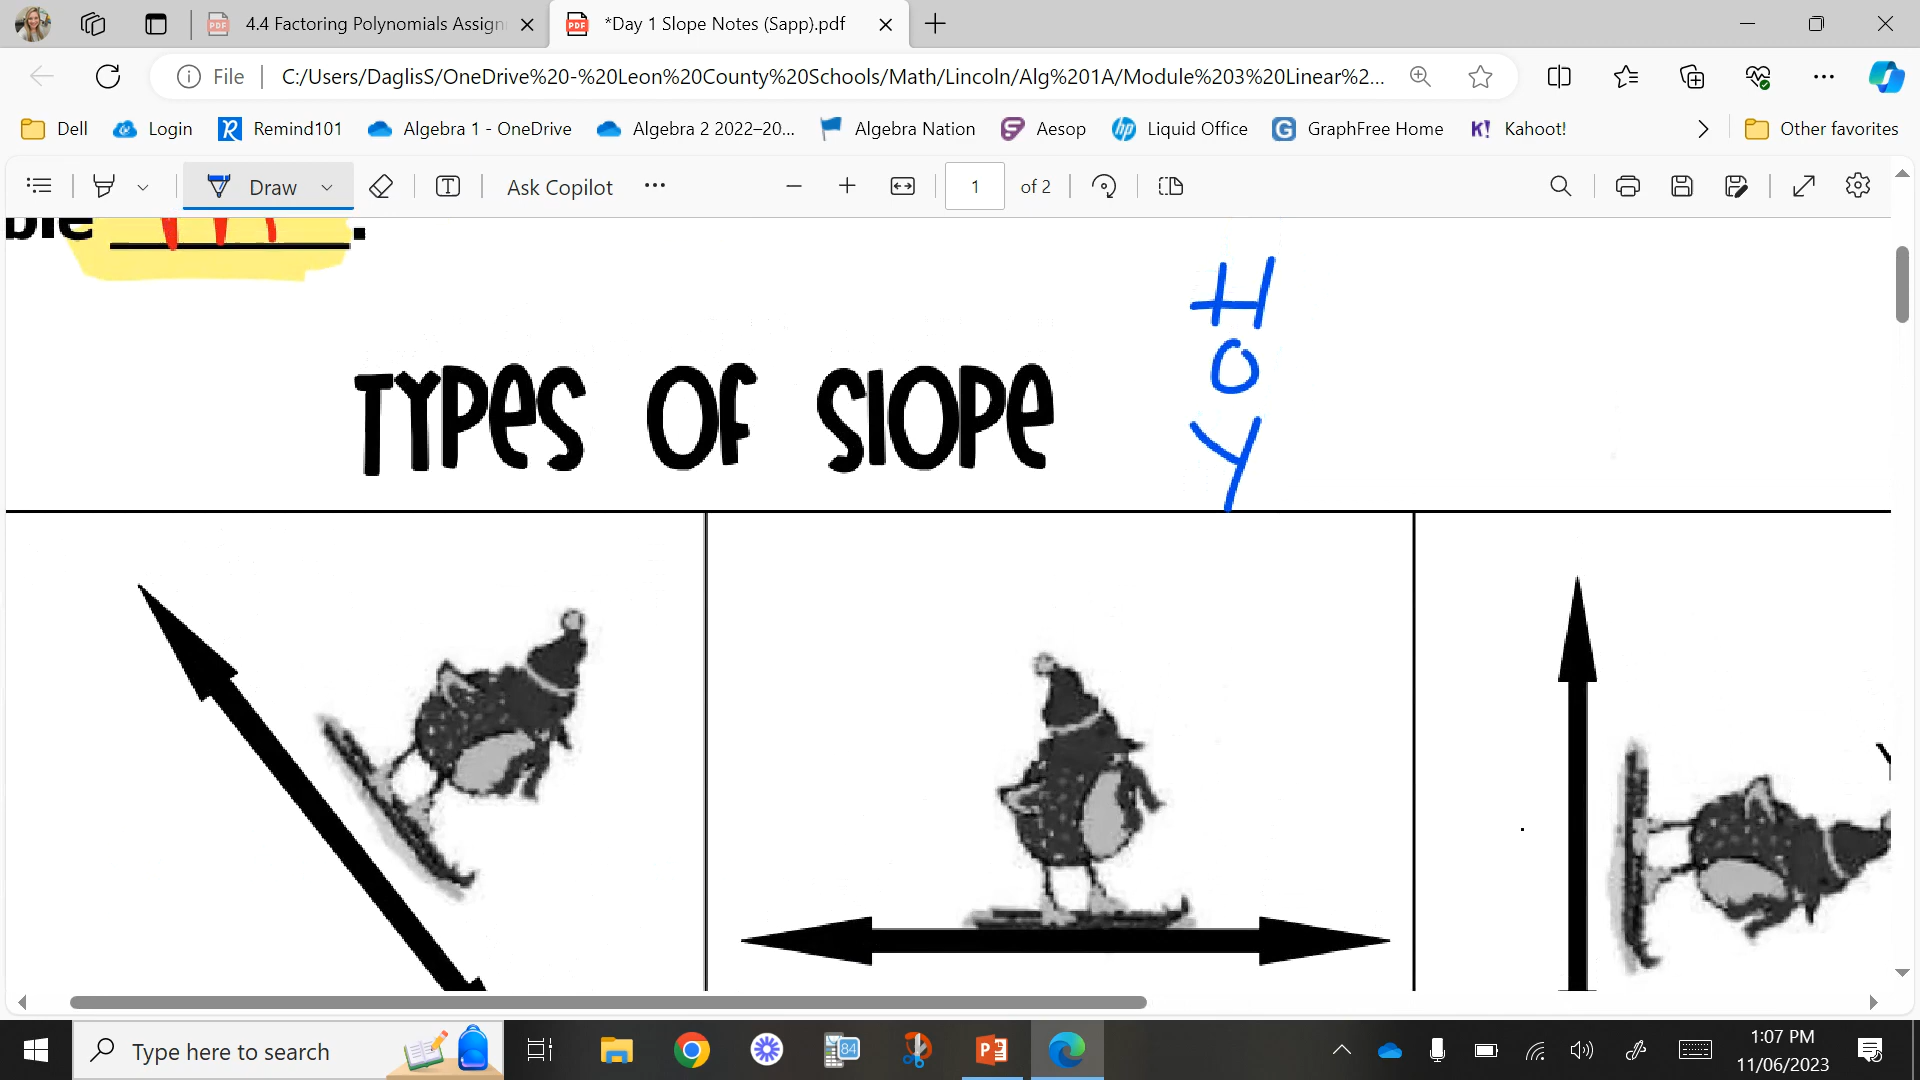 4.4 Factoring Polynomials Assign
*Day 1 Slope Notes (Sapp).pdf
File
C:/Users/DaglisS/OneDrive%20-%20Leon%20County%20Schools/Math/Lincoln/Alg%201A/Module%203%20Linear%2...
Dell Login Remind101 Algebra 1 - OneDrive Algebra 2 2022–20... Algebra Nation Aesop Liquid Office GraphFree Home Kahoot! Other favorites
Draw Ask Copilot 1 of 2
ble m.
H
O
Y
TYPes OF SlOPe
Type here to search
84
1:07 PM
11/06/2023